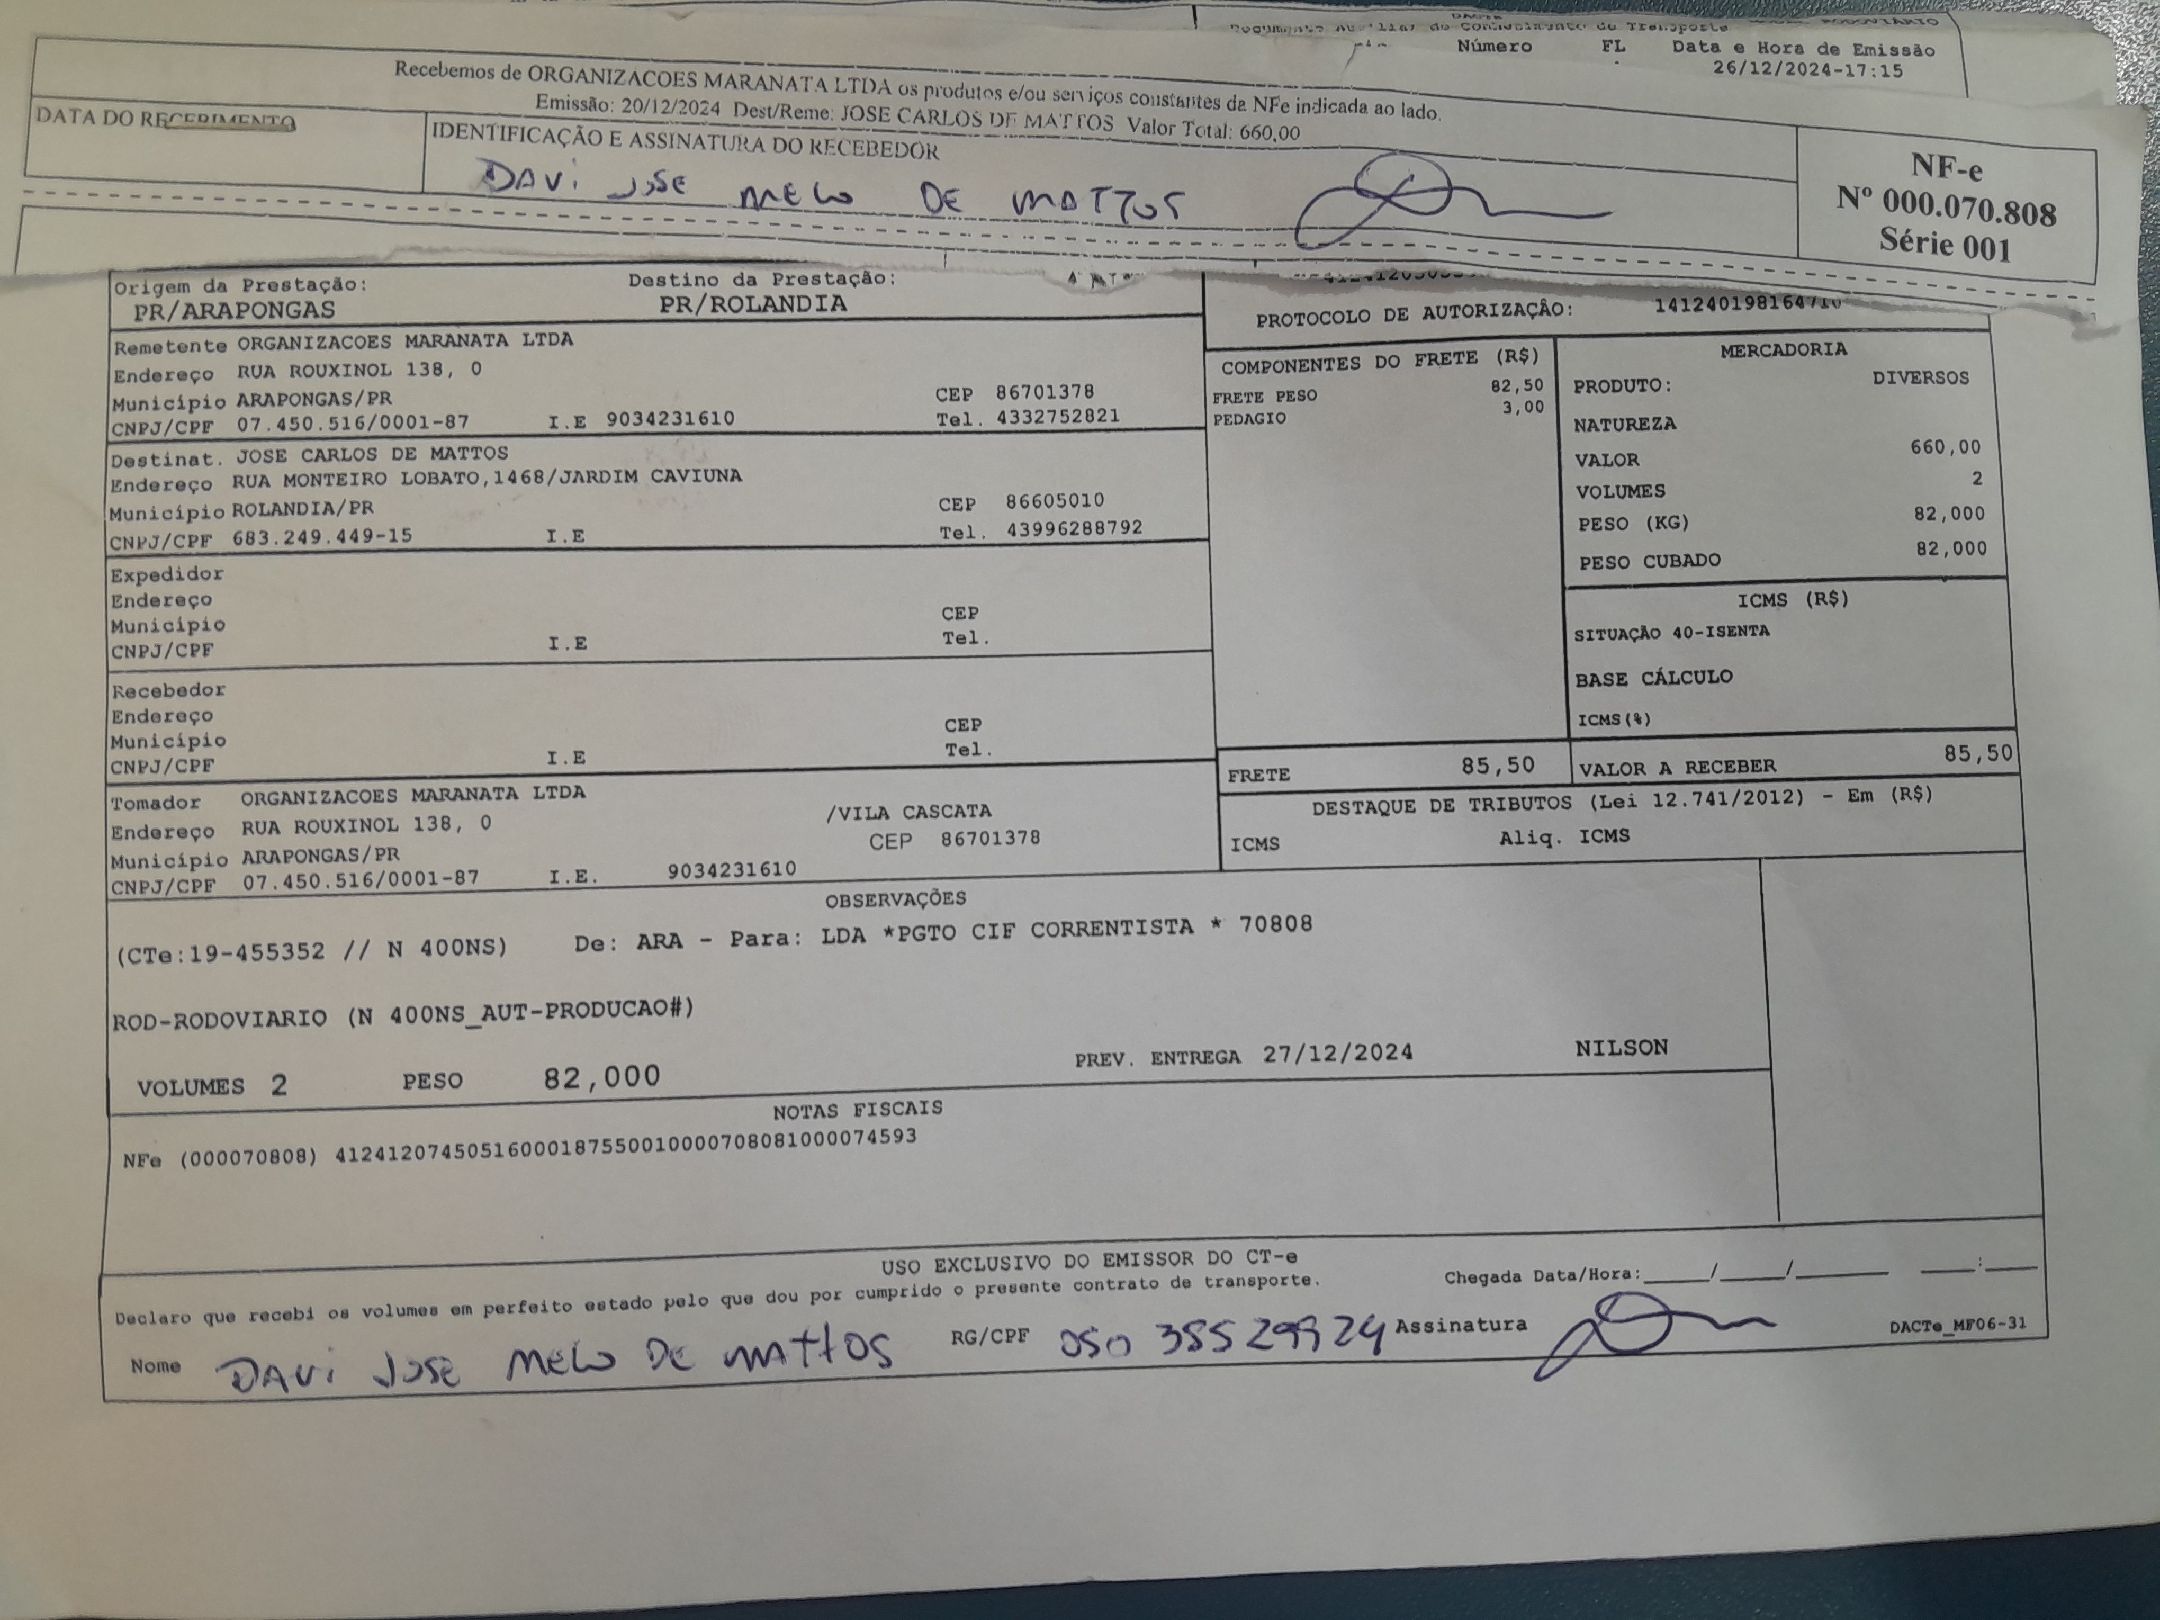 Documento Auxiliar do Conhecimento de Transporte
Número FL Data e Hora de Emissão
26/12/2024-17:15
Recebemos de ORGANIZACOES MARANATA LTDA os produtos e/ou serviços constantes da NFe indicada ao lado.
Emissão: 20/12/2024 Dest/Reme: JOSE CARLOS DE MATTOS Valor Total: 660,00
DATA DO RECEBIMENTO
IDENTIFICAÇÃO E ASSINATURA DO RECEBEDOR
DAVI JOSE MELO DE MATTOS
NF-e
Nº 000.070.808
Série 001
Origem da Prestação: Destino da Prestação:
PR/ARAPONGAS PR/ROLANDIA
PROTOCOLO DE AUTORIZAÇÃO:
Remetente ORGANIZACOES MARANATA LTDA
Endereço RUA ROUXINOL 138, 0
Município ARAPONGAS/PR CEP 86701378
CNPJ/CPF 07.450.516/0001-87 I.E 9034231610 Tel. 4332752821
Destinat. JOSE CARLOS DE MATTOS
Endereço RUA MONTEIRO LOBATO,1468/JARDIM CAVIUNA
Município ROLANDIA/PR CEP 86605010
CNPJ/CPF 683.249.449-15 I.E Tel. 43996288792
Expedidor
Endereço
Município CEP
CNPJ/CPF I.E Tel.
Recebedor
Endereço
Município CEP
CNPJ/CPF I.E Tel.
Tomador ORGANIZACOES MARANATA LTDA
Endereço RUA ROUXINOL 138, 0 /VILA CASCATA
Município ARAPONGAS/PR CEP 86701378
CNPJ/CPF 07.450.516/0001-87 I.E. 9034231610
COMPONENTES DO FRETE (R$)
FRETE PESO 82,50
PEDAGIO 3,00
MERCADORIA
PRODUTO: DIVERSOS
NATUREZA
VALOR 660,00
VOLUMES 2
PESO (KG) 82,000
PESO CUBADO 82,000
ICMS (R$)
SITUAÇÃO 40-ISENTA
BASE CÁLCULO
ICMS(%)
FRETE 85,50 VALOR A RECEBER 85,50
DESTAQUE DE TRIBUTOS (Lei 12.741/2012) - Em (R$)
ICMS Aliq. ICMS
OBSERVAÇÕES
(CTe:19-455352 // N 400NS) De: ARA - Para: LDA *PGTO CIF CORRENTISTA * 70808
ROD-RODOVIARIO (N 400NS_AUT-PRODUCAO#)
VOLUMES 2 PESO 82,000 PREV. ENTREGA 27/12/2024 NILSON
NOTAS FISCAIS
NFe (000070808) 41241207450516000187550010000708081000074593
USO EXCLUSIVO DO EMISSOR DO CT-e
Declaro que recebi os volumes em perfeito estado pelo que dou por cumprido o presente contrato de transporte. Chegada Data/Hora:____/____/______ ____:____
Nome DAVI JOSE MELO DE MATTOS RG/CPF 050 35529924 Assinatura DACTe_MF06-31